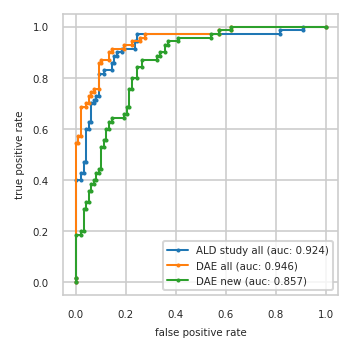 1.0
0.8
0.6
0.4
0.2
0.0
true positive rate
ALD study all (auc: 0.924)
DAE all (auc: 0.946)
DAE new (auc: 0.857)
0.0 0.2 0.4 0.6 0.8 1.0
false positive rate